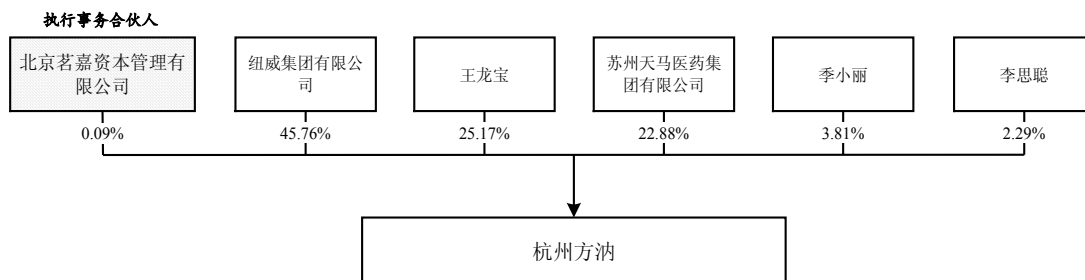 执行事务合伙人
北京茗嘉资本管理有
限公司
纽威集团有限公
司
王龙宝
苏州天马医药集
团有限公司
季小丽
李思聪
0.09%
45.76%
25.17%
22.88%
3.81%
2.29%
杭州方汭